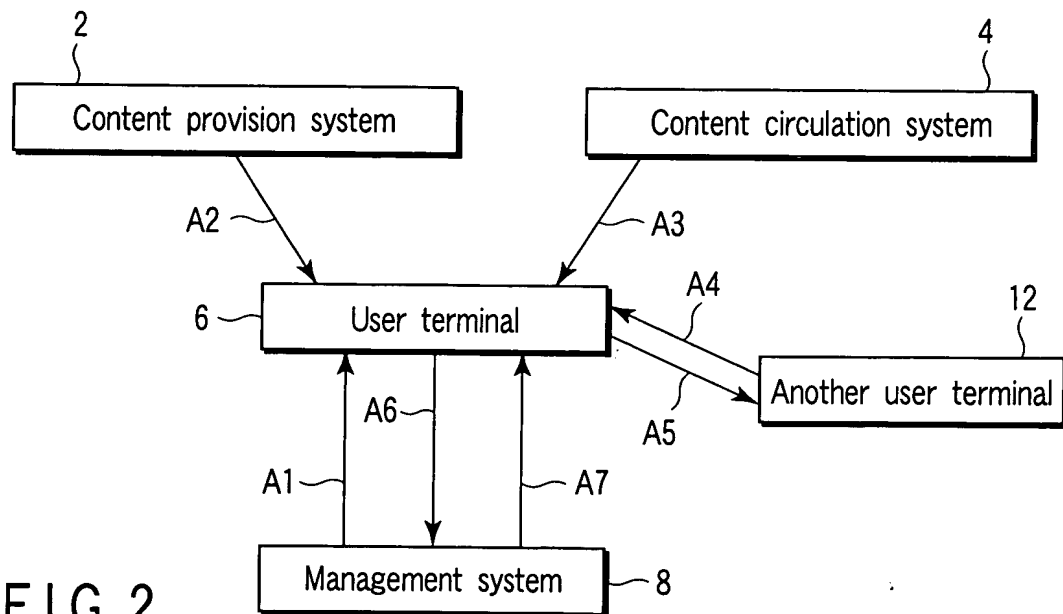 2
4
Content provision system
Content circulation system
A2
A3
A4
6
User terminal
12
Another user terminal
A6
A5
A1
A7
Management system
8
FIG. 2